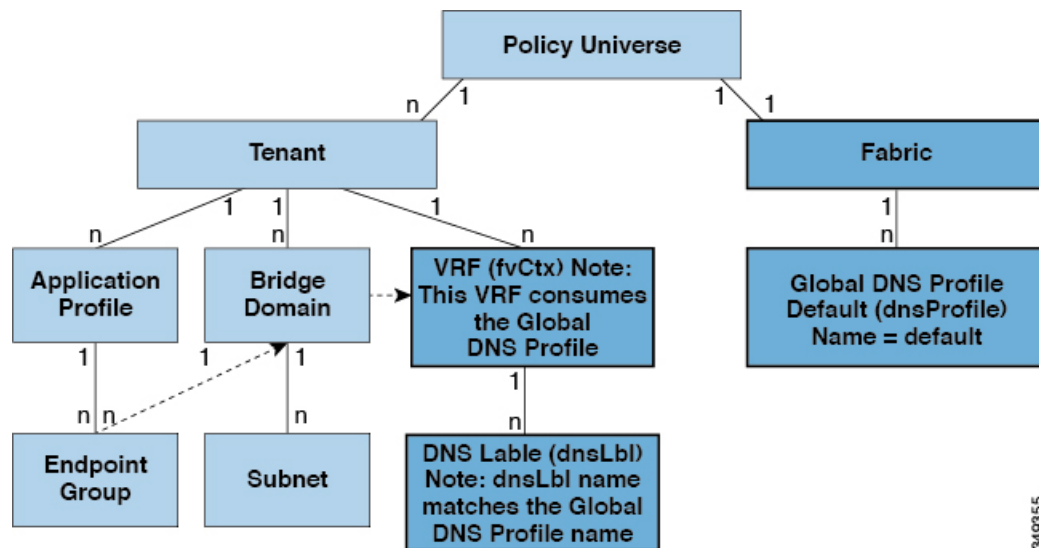 Policy Universe
n
1
1
1
Tenant
Fabric
1
1
1
1
n
n
n
n
Application
Profile
Bridge
Domain
VRF (fvCtx) Note:
This VRF consumes
the Global
DNS Profile
Global DNS Profile
Default (dnsProfile)
Name = default
1
1
1
1
n
n
n
n
Endpoint
Group
Subnet
DNS Lable (dnsLbl)
Note: dnsLbl name
matches the Global
DNS Profile name
349355